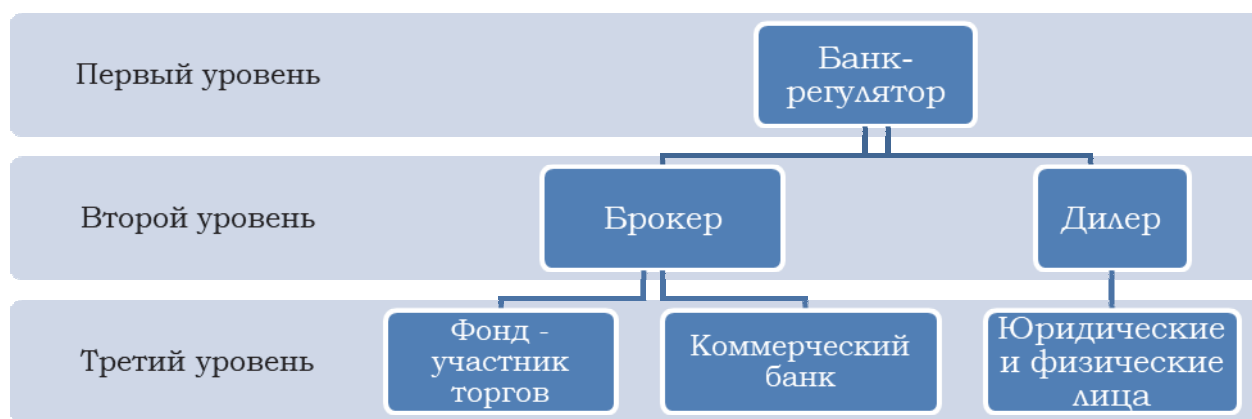 Первый уровень
Банк-
регулятор
Второй уровень
Брокер
Дилер
Третий уровень
Фонд -
участник
торгов
Коммерческий
банк
Юридические
и физические
лица